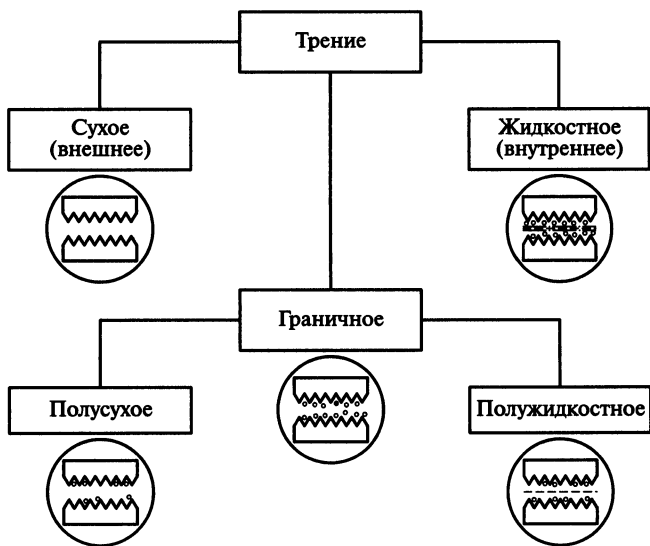 Трение
Сухое
(внешнее)
Жидкостное
(внутреннее)
Граничное
Полусухое
Полужидкостное